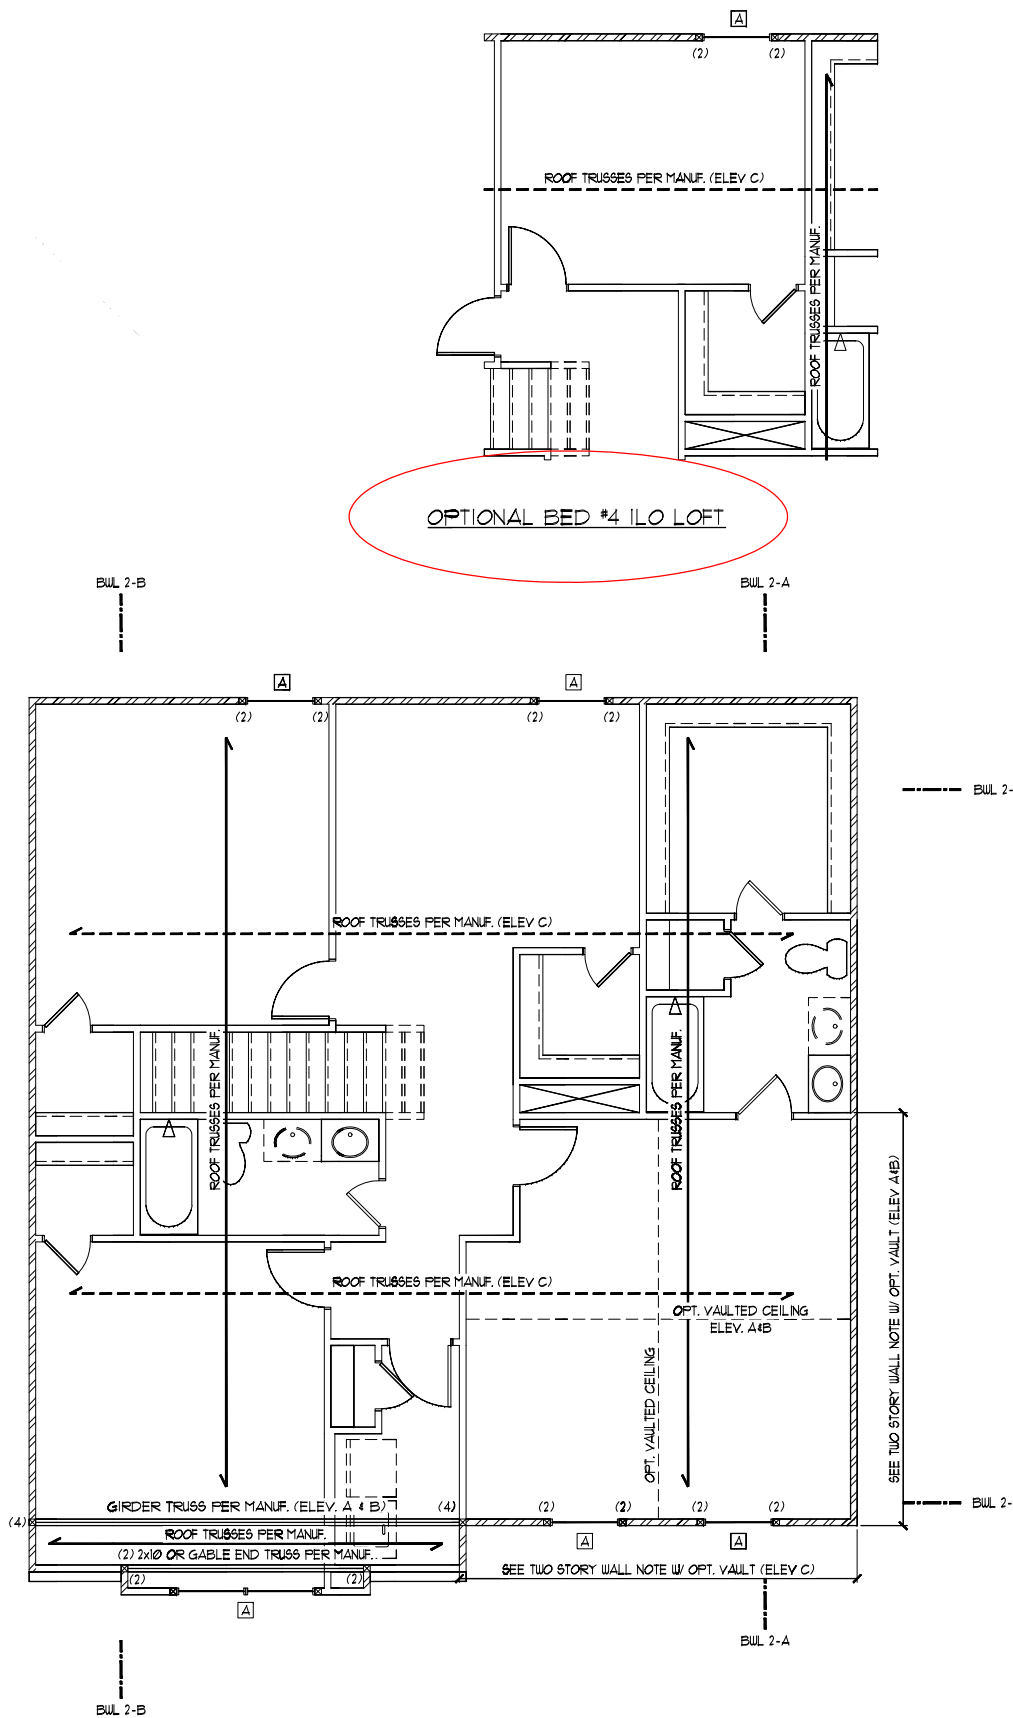 A
(2) (2)
ROOF TRUSSES PER MANUF. (ELEV C)
ROOF TRUSSES PER MANUF.
OPTIONAL BED #4 ILO LOFT
BWL 2-B
BWL 2-A
A
A
(2) (2)
(2) (2)
BWL 2-
ROOF TRUSSES PER MANUF. (ELEV C)
ROOF TRUSSES PER MANUF.
ROOF TRUSSES PER MANUF.
SEE TWO STORY WALL NOTE W/ OPT. VAULT (ELEV A&B)
ROOF TRUSSES PER MANUF. (ELEV C)
OPT. VAULTED CEILING
ELEV. A&B
OPT. VAULTED CEILING
GIRDER TRUSS PER MANUF. (ELEV. A & B)
(4)
(4)
(2) (2) (2) (2)
BWL 2-
ROOF TRUSSES PER MANUF.
(2) 2x10 OR GABLE END TRUSS PER MANUF.
A
A
SEE TWO STORY WALL NOTE W/ OPT. VAULT (ELEV C)
(2) (2)
A
BWL 2-A
BWL 2-B